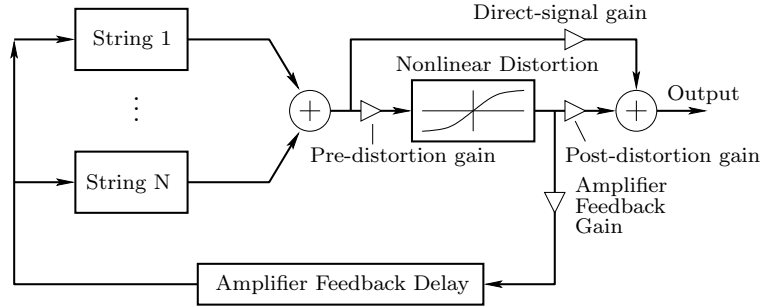 Direct-signal gain
String 1
Nonlinear Distortion
Output
Pre-distortion gain
Post-distortion gain
String N
Amplifier
Feedback
Gain
Amplifier Feedback Delay